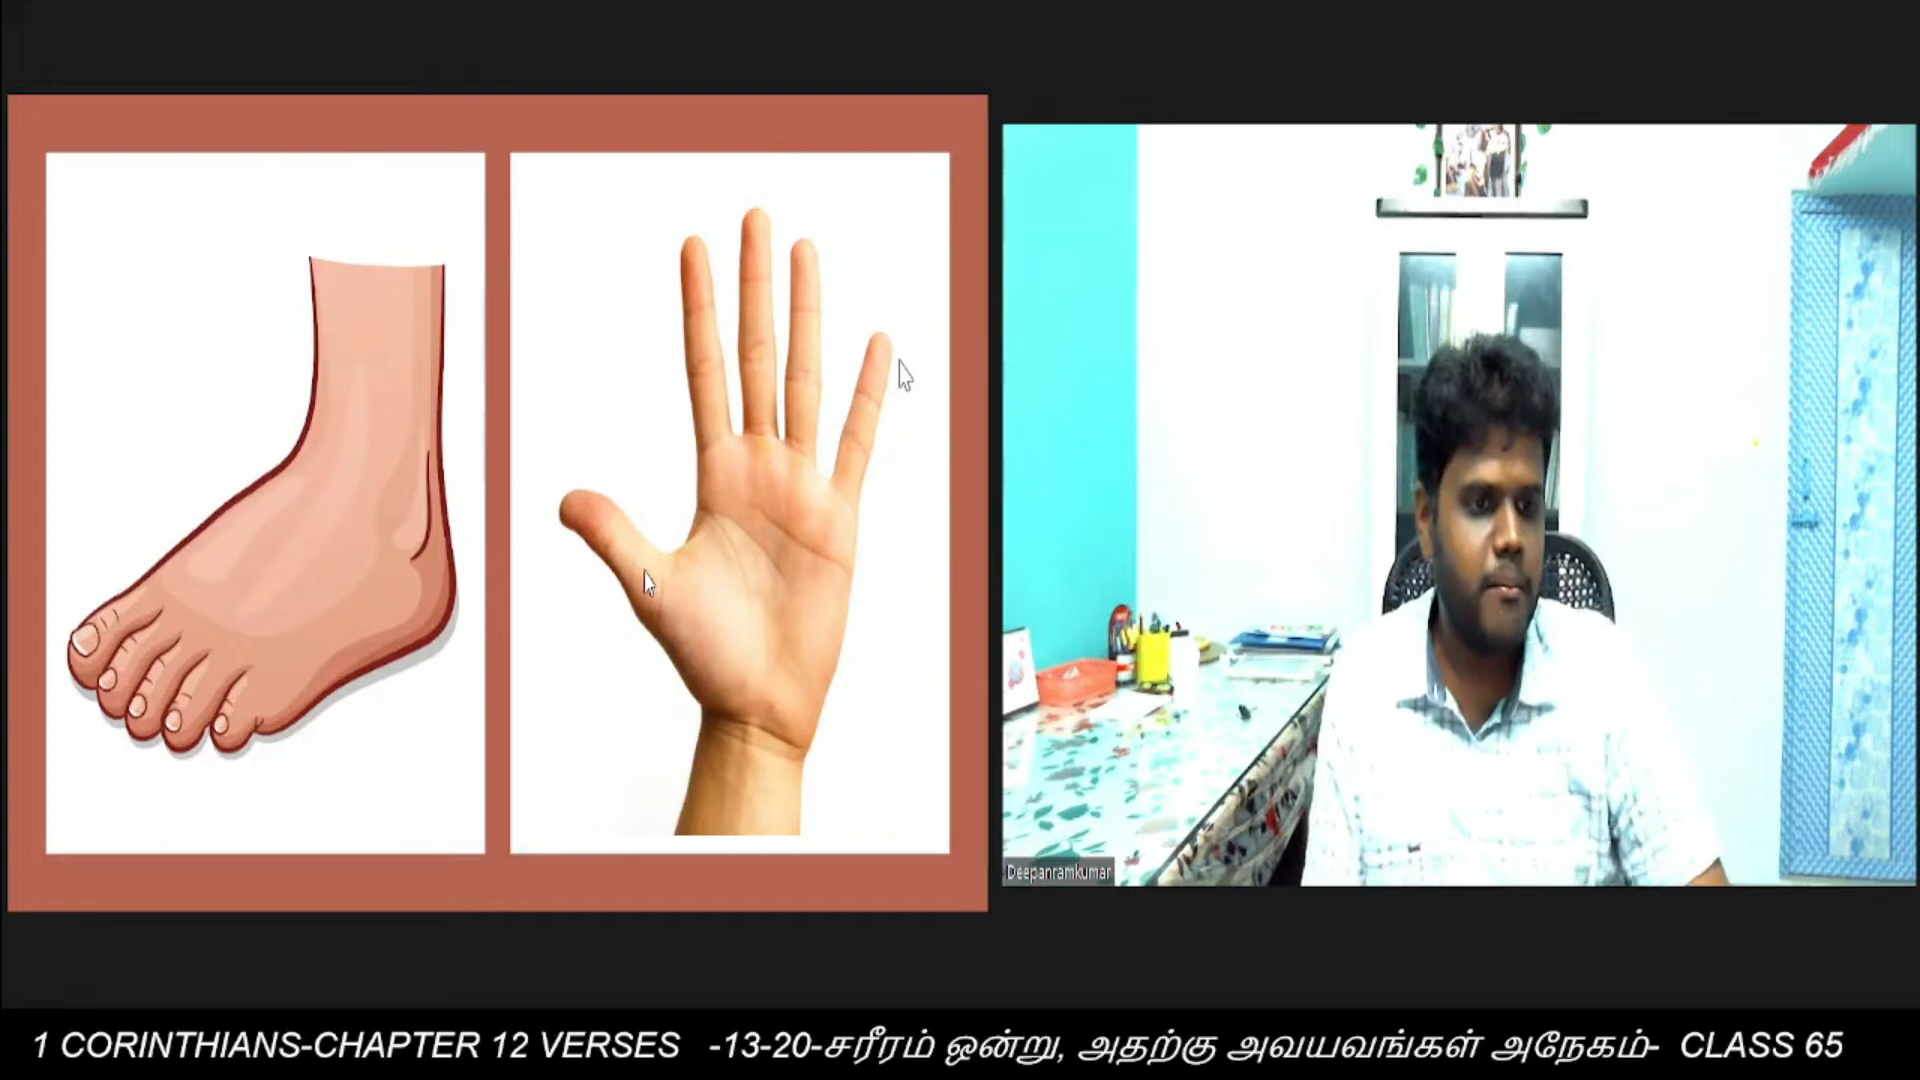 Deepanramkumar
1 CORINTHIANS-CHAPTER 12 VERSES -13-20-சரீரம் ஒன்று, அதற்கு அவயவங்கள் அநேகம்- CLASS 65